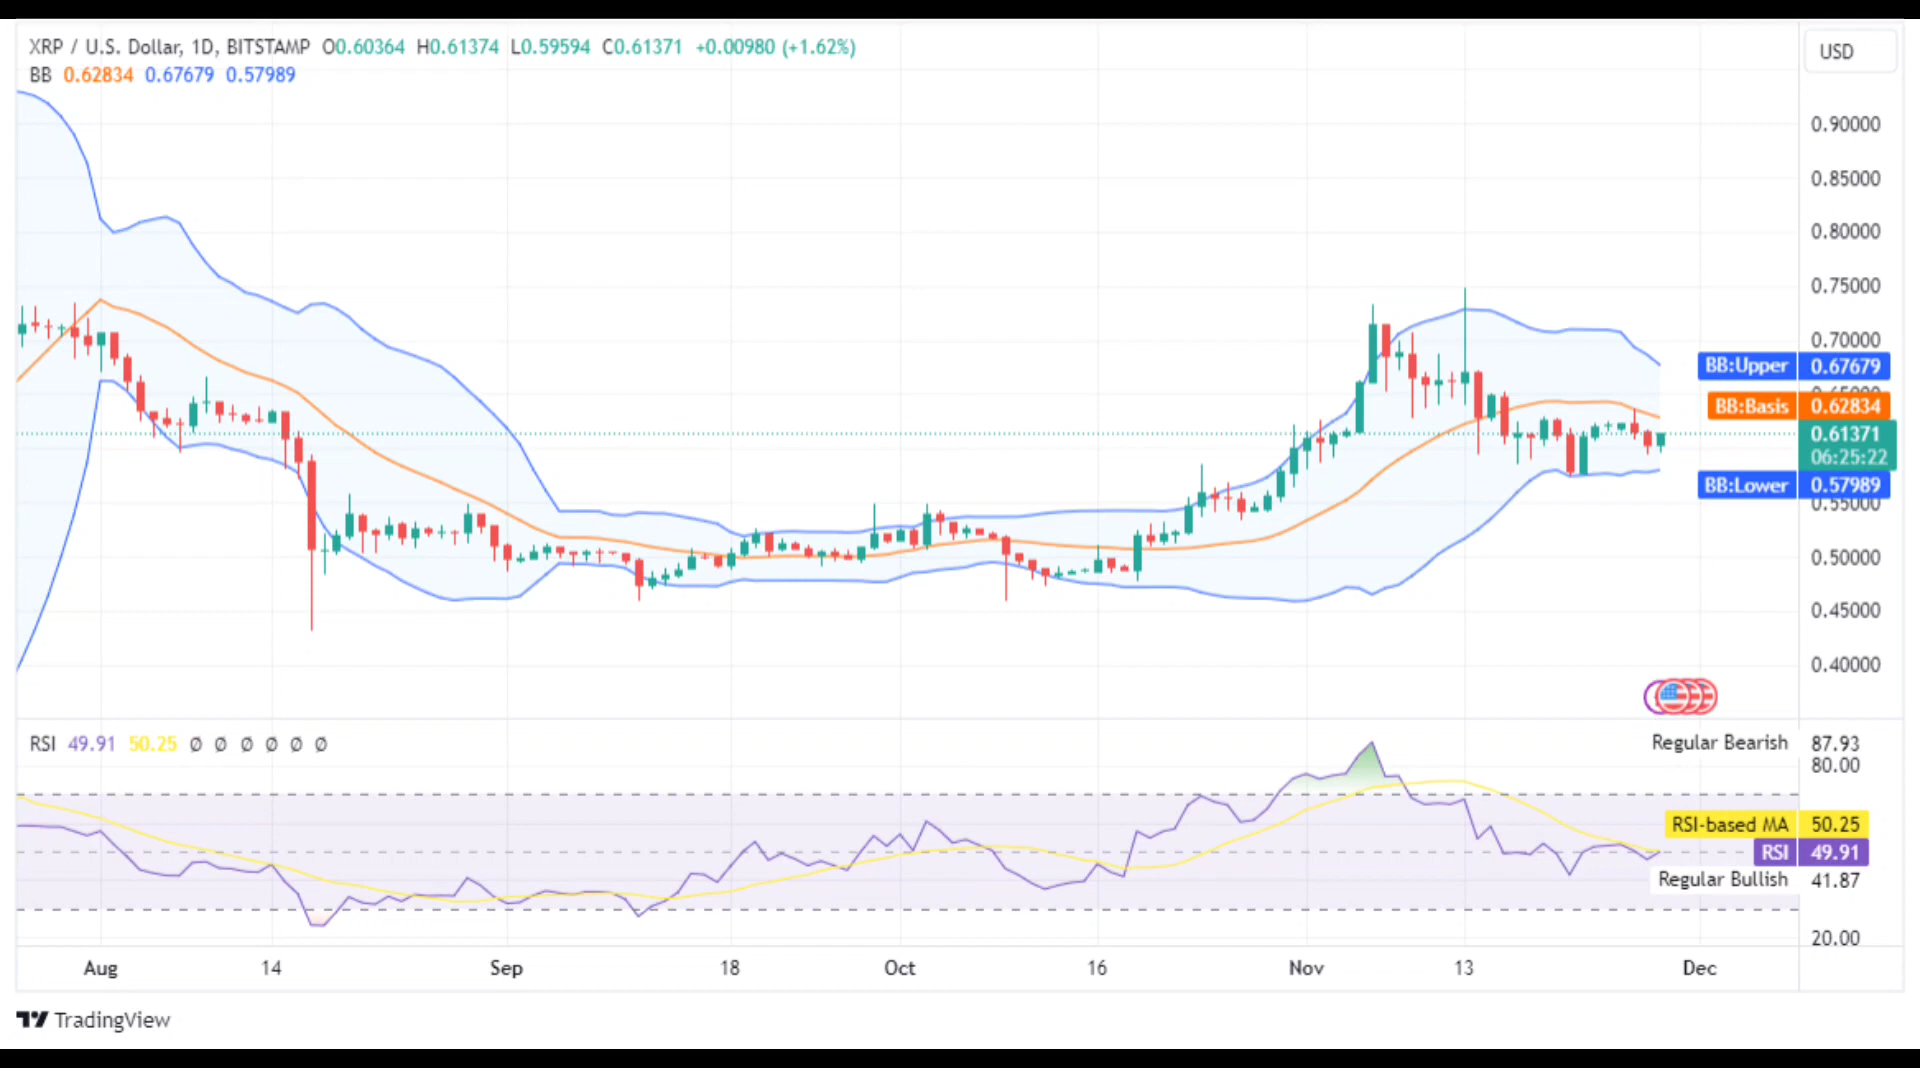 XRP / U.S. Dollar, 1D, BITSTAMP O0.60364 H0.61374 L0.59594 C0.61371 +0.00980 (+1.62%)
USD
BB 0.62834 0.67679 0.57989
0.90000
0.85000
0.80000
0.75000
0.70000
BB:Upper 0.67679
0.65000
BB:Basis 0.62834
0.61371
06:25:22
BB:Lower 0.57989
0.55000
0.50000
0.45000
0.40000
RSI 49.91 50.25 Ø Ø Ø Ø Ø Ø
Regular Bearish 87.93
80.00
RSI-based MA 50.25
RSI 49.91
Regular Bullish 41.87
20.00
Aug 14 Sep 18 Oct 16 Nov 13 Dec
TradingView